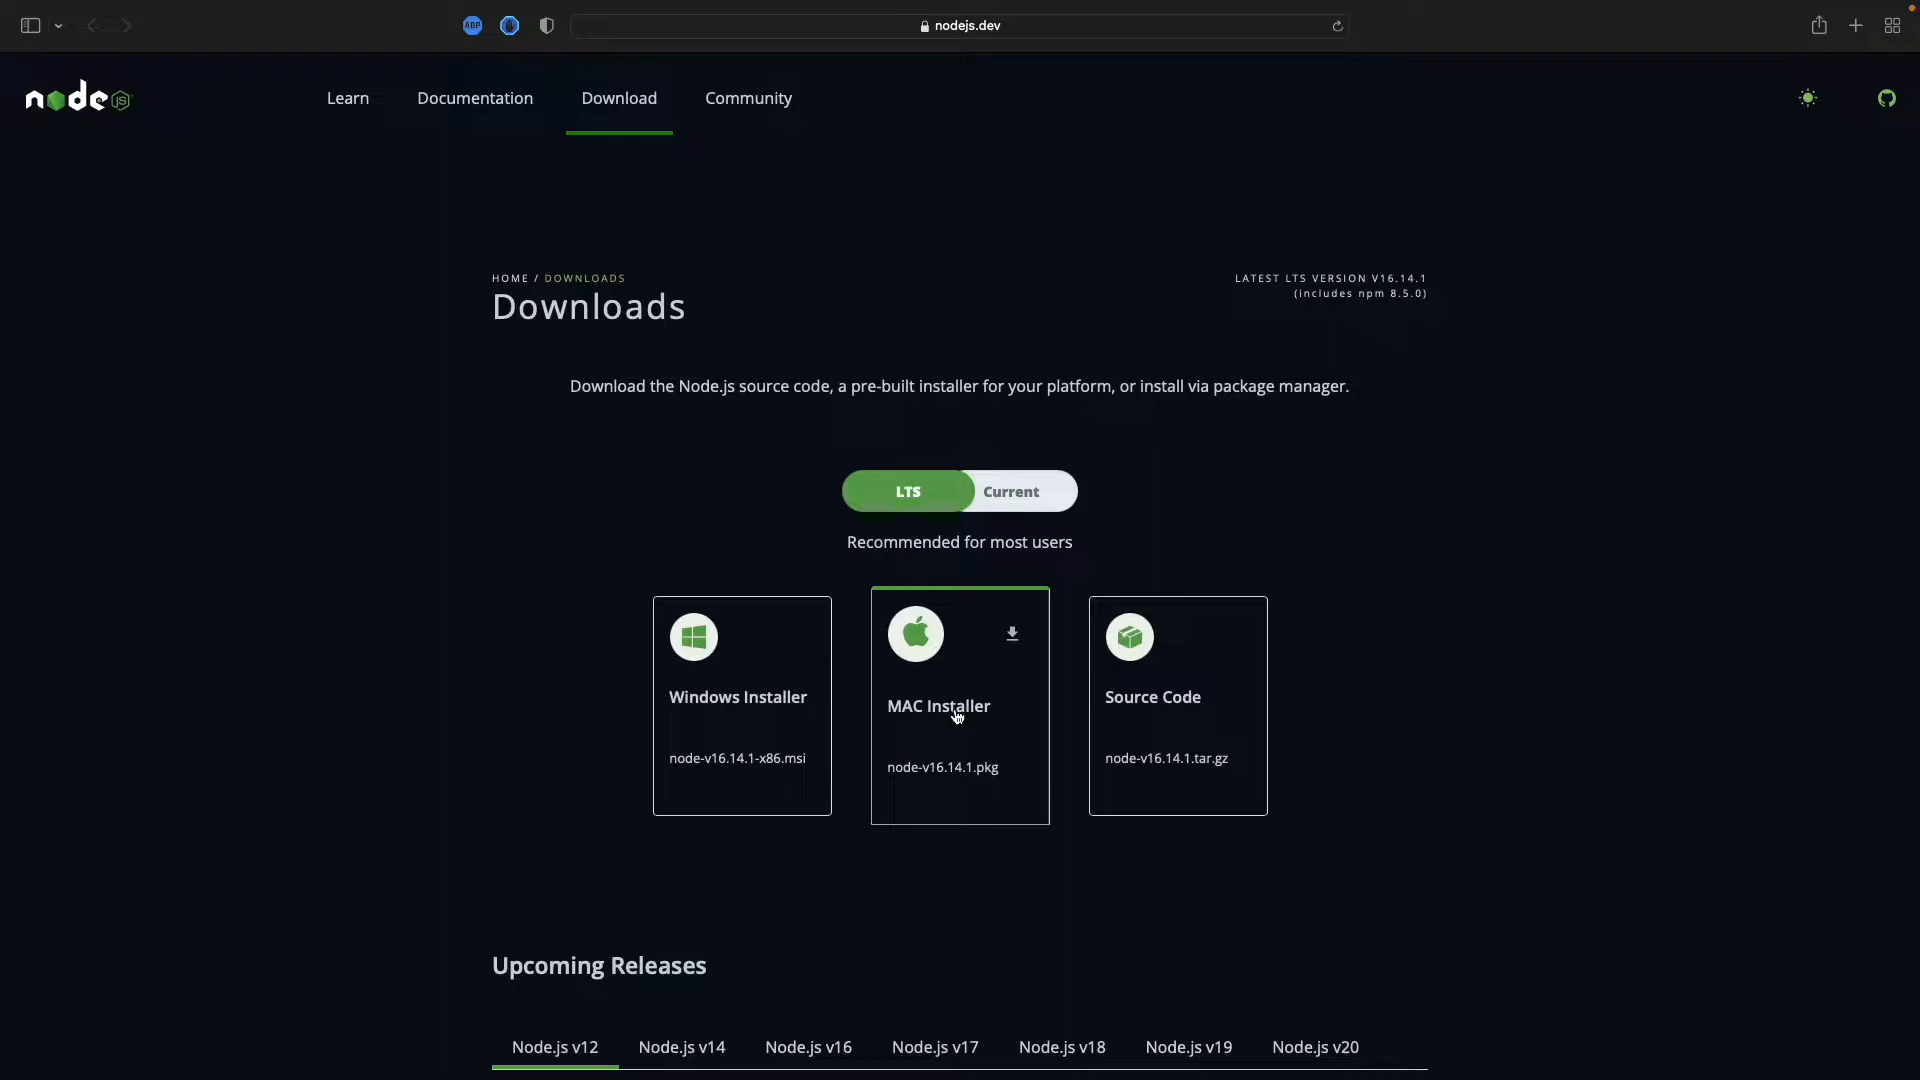 ABP
nodejs.dev
node JS
Learn
Documentation
Download
Community
HOME / DOWNLOADS
Downloads
LATEST LTS VERSION V16.14.1
(includes npm 8.5.0)
Download the Node.js source code, a pre-built installer for your platform, or install via package manager.
LTS
Current
Recommended for most users
Windows Installer
node-v16.14.1-x86.msi
MAC Installer
node-v16.14.1.pkg
Source Code
node-v16.14.1.tar.gz
Upcoming Releases
Node.js v12
Node.js v14
Node.js v16
Node.js v17
Node.js v18
Node.js v19
Node.js v20